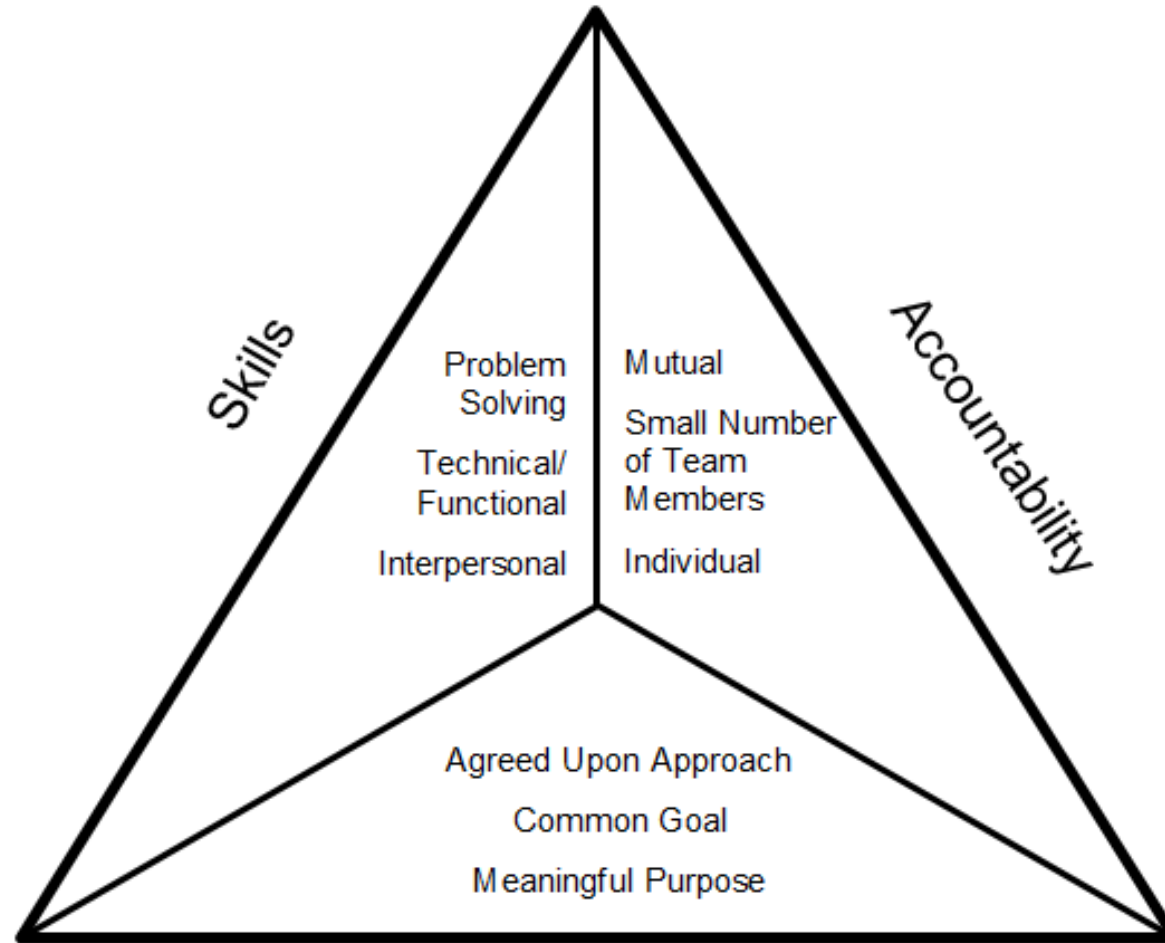 Skills
Accountability
Problem
Solving
Technical/
Functional
Interpersonal
Mutual
Small Number
of Team
Members
Individual
Agreed Upon Approach
Common Goal
Meaningful Purpose